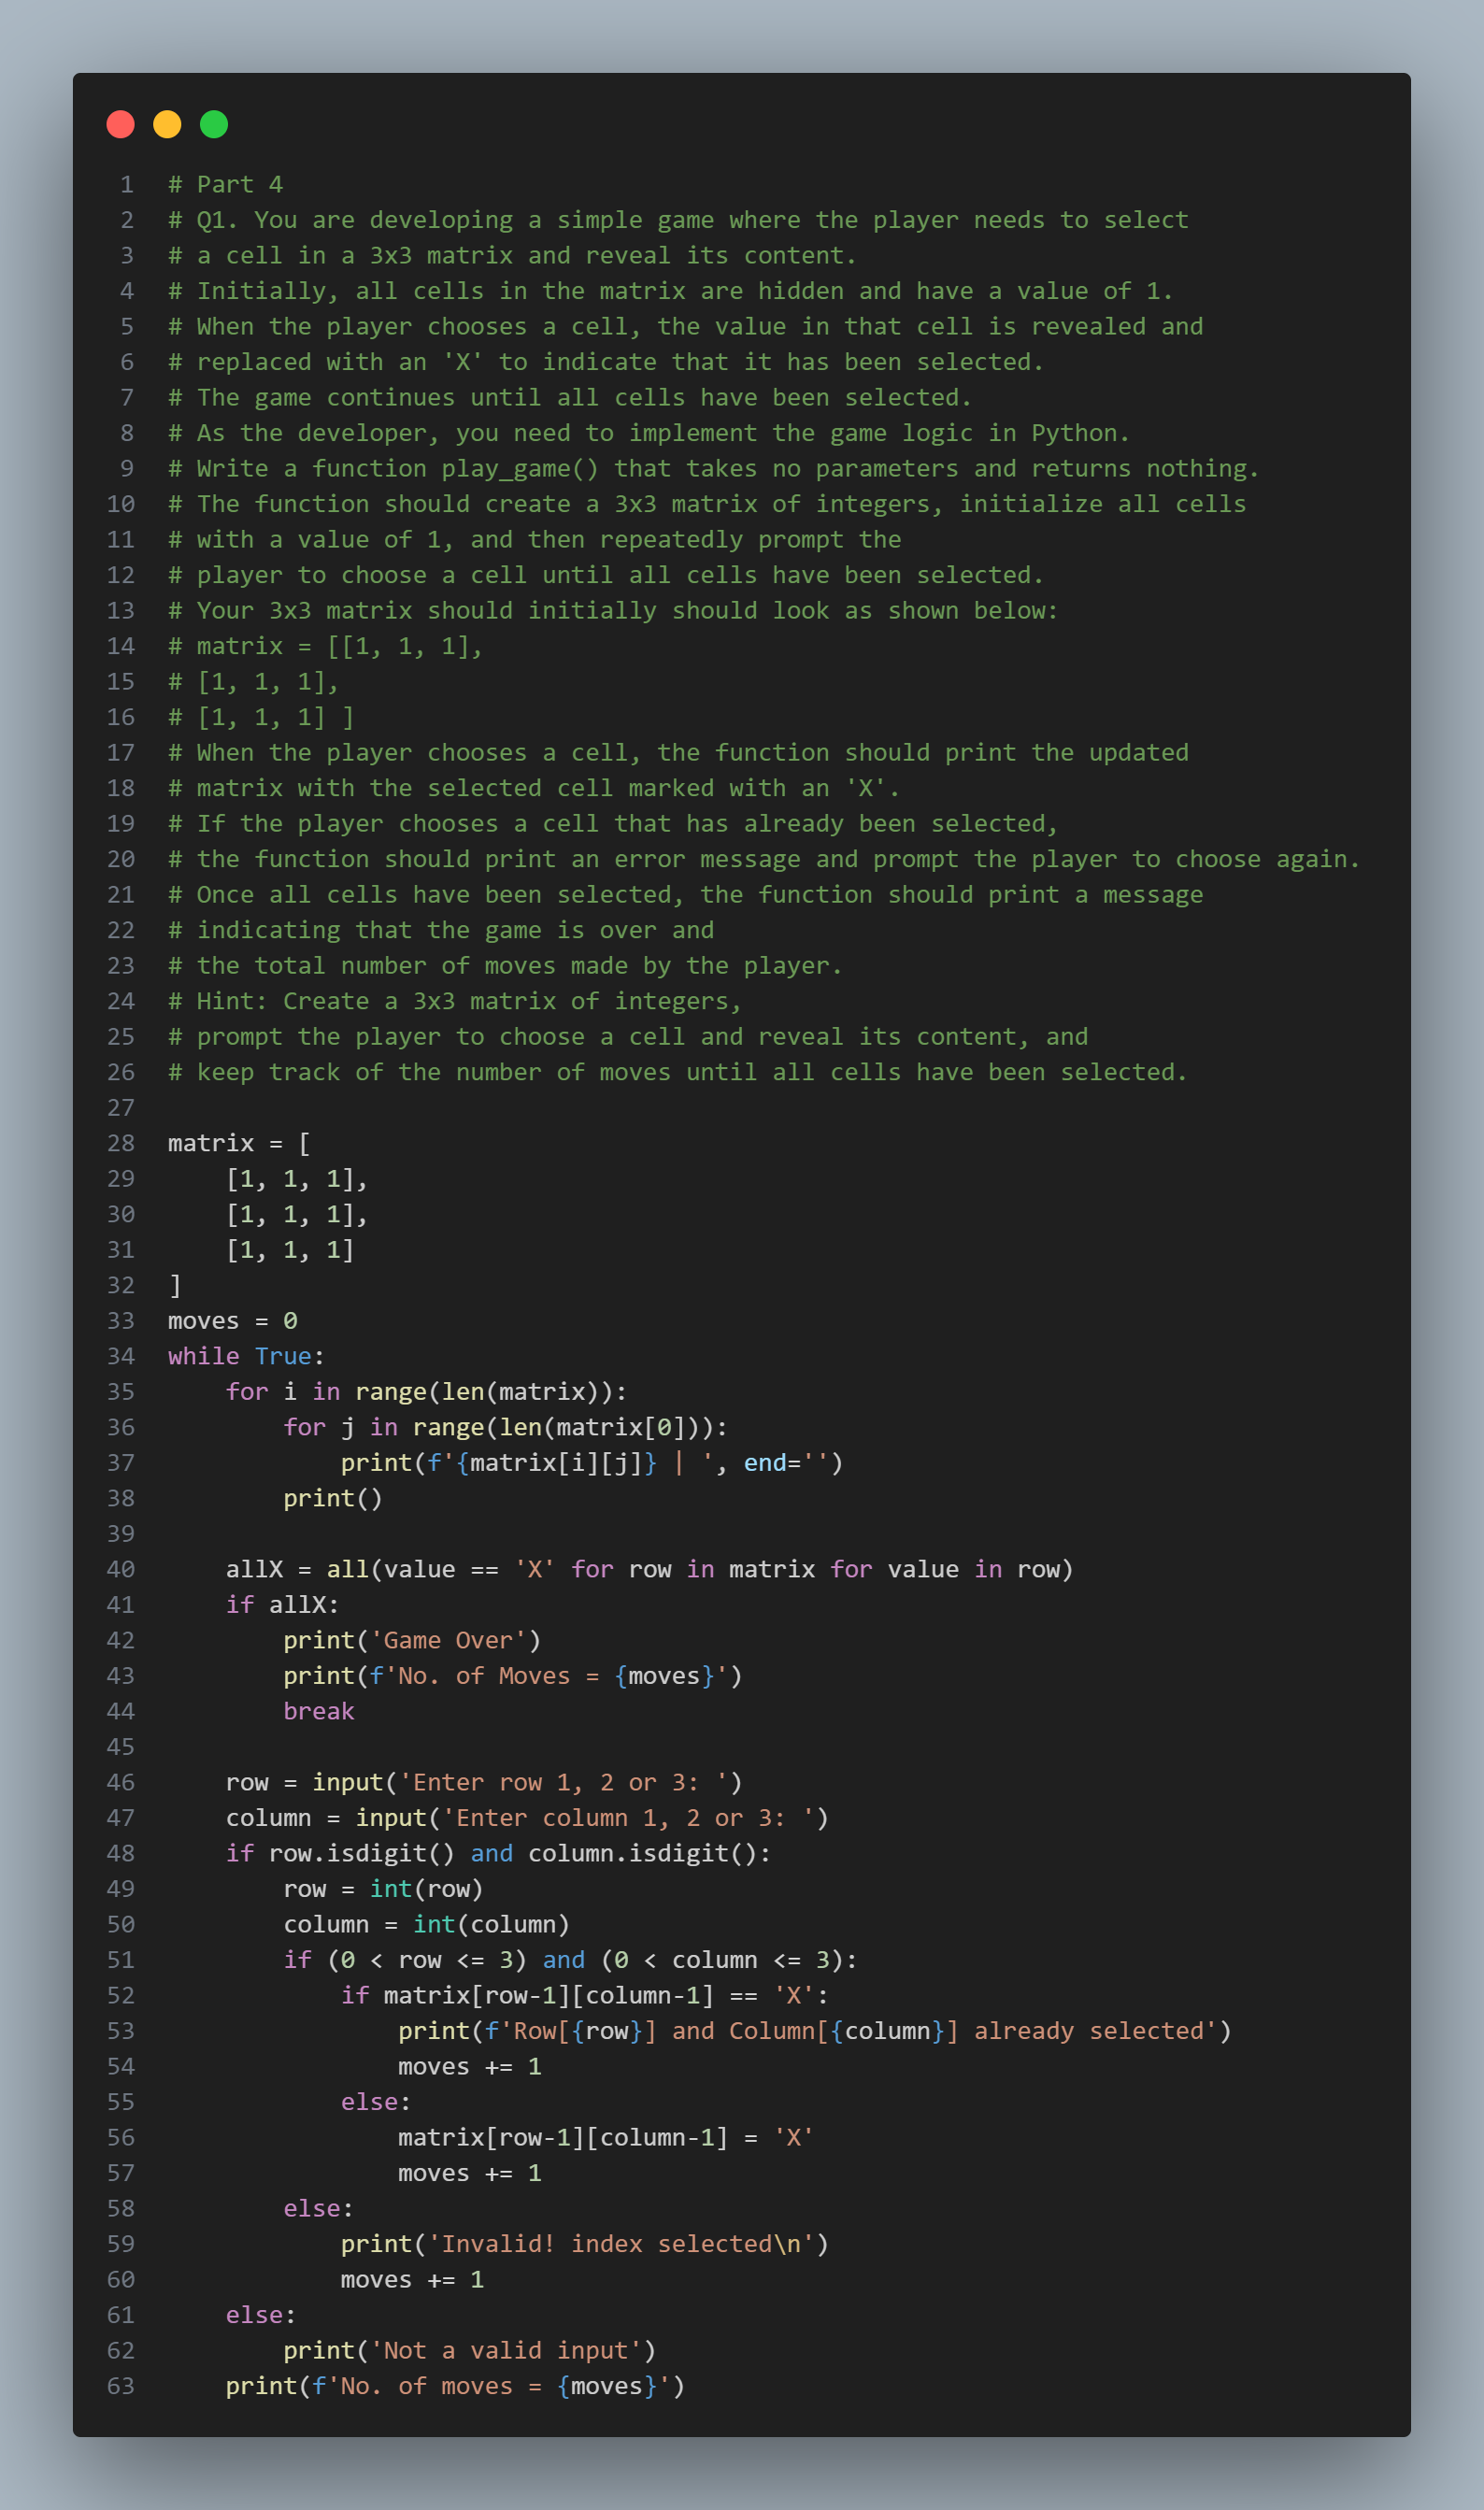 1 # Part 4
2 # Q1. You are developing a simple game where the player needs to select
3 # a cell in a 3x3 matrix and reveal its content.
4 # Initially, all cells in the matrix are hidden and have a value of 1.
5 # When the player chooses a cell, the value in that cell is revealed and
6 # replaced with an 'X' to indicate that it has been selected.
7 # The game continues until all cells have been selected.
8 # As the developer, you need to implement the game logic in Python.
9 # Write a function play_game() that takes no parameters and returns nothing.
10 # The function should create a 3x3 matrix of integers, initialize all cells
11 # with a value of 1, and then repeatedly prompt the
12 # player to choose a cell until all cells have been selected.
13 # Your 3x3 matrix should initially should look as shown below:
14 # matrix = [[1, 1, 1],
15 # [1, 1, 1],
16 # [1, 1, 1] ]
17 # When the player chooses a cell, the function should print the updated
18 # matrix with the selected cell marked with an 'X'.
19 # If the player chooses a cell that has already been selected,
20 # the function should print an error message and prompt the player to choose again.
21 # Once all cells have been selected, the function should print a message
22 # indicating that the game is over and
23 # the total number of moves made by the player.
24 # Hint: Create a 3x3 matrix of integers,
25 # prompt the player to choose a cell and reveal its content, and
26 # keep track of the number of moves until all cells have been selected.
27
28 matrix = [
29     [1, 1, 1],
30     [1, 1, 1],
31     [1, 1, 1]
32 ]
33 moves = 0
34 while True:
35     for i in range(len(matrix)):
36         for j in range(len(matrix[0])):
37             print(f'{matrix[i][j]} | ', end='')
38         print()
39
40     allX = all(value == 'X' for row in matrix for value in row)
41     if allX:
42         print('Game Over')
43         print(f'No. of Moves = {moves}')
44         break
45
46     row = input('Enter row 1, 2 or 3: ')
47     column = input('Enter column 1, 2 or 3: ')
48     if row.isdigit() and column.isdigit():
49         row = int(row)
50         column = int(column)
51         if (0 < row <= 3) and (0 < column <= 3):
52             if matrix[row-1][column-1] == 'X':
53                 print(f'Row[{row}] and Column[{column}] already selected')
54                 moves += 1
55             else:
56                 matrix[row-1][column-1] = 'X'
57                 moves += 1
58         else:
59             print('Invalid! index selected\n')
60             moves += 1
61     else:
62         print('Not a valid input')
63     print(f'No. of moves = {moves}')